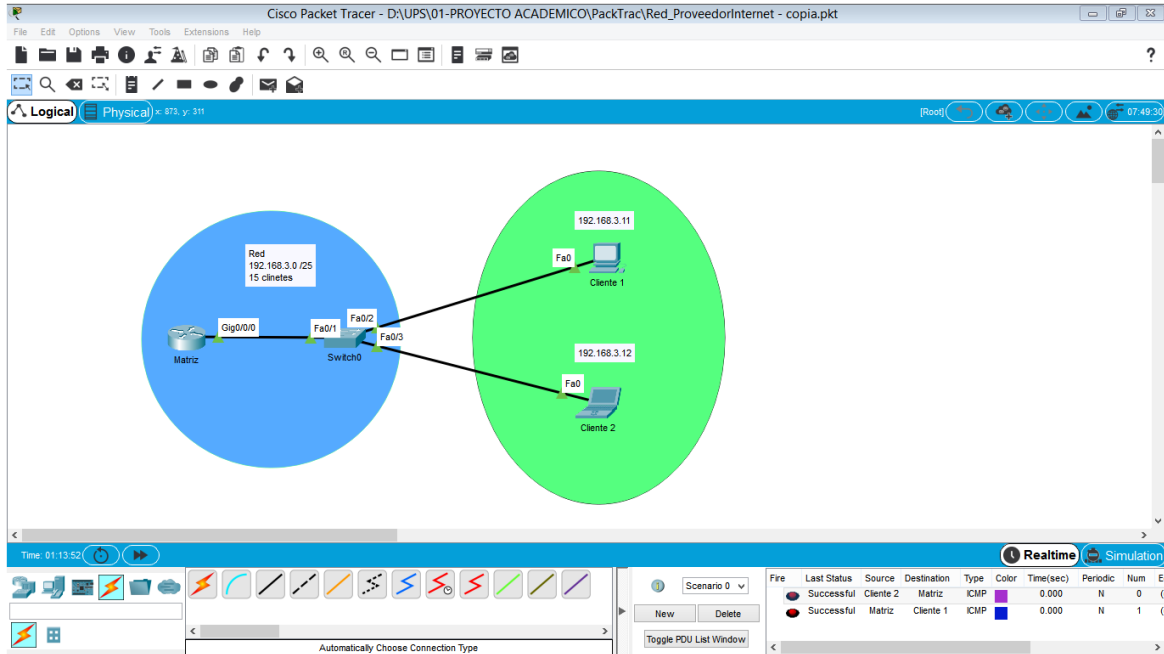 Cisco Packet Tracer - D:\UPS\01-PROYECTO ACADEMICO\PackTrac\Red_ProveedorInternet - copia.pkt
File Edit Options View Tools Extensions Help
?
Logical Physical x: 873, y: 311 [Root] 07:49:30
192.168.3.11
Red
192.168.3.0 /25
15 clinetes
Fa0
Cliente 1
Fa0/2
Gig0/0/0
Fa0/1
Fa0/3
Matriz
Switch0
192.168.3.12
Fa0
Cliente 2
Time: 01:13:52
Realtime Simulation
Scenario 0
New Delete
Toggle PDU List Window
Fire Last Status Source Destination Type Color Time(sec) Periodic Num E
Successful Cliente 2 Matriz ICMP 0.000 N 0 (
Successful Matriz Cliente 1 ICMP 0.000 N 1 (
Automatically Choose Connection Type